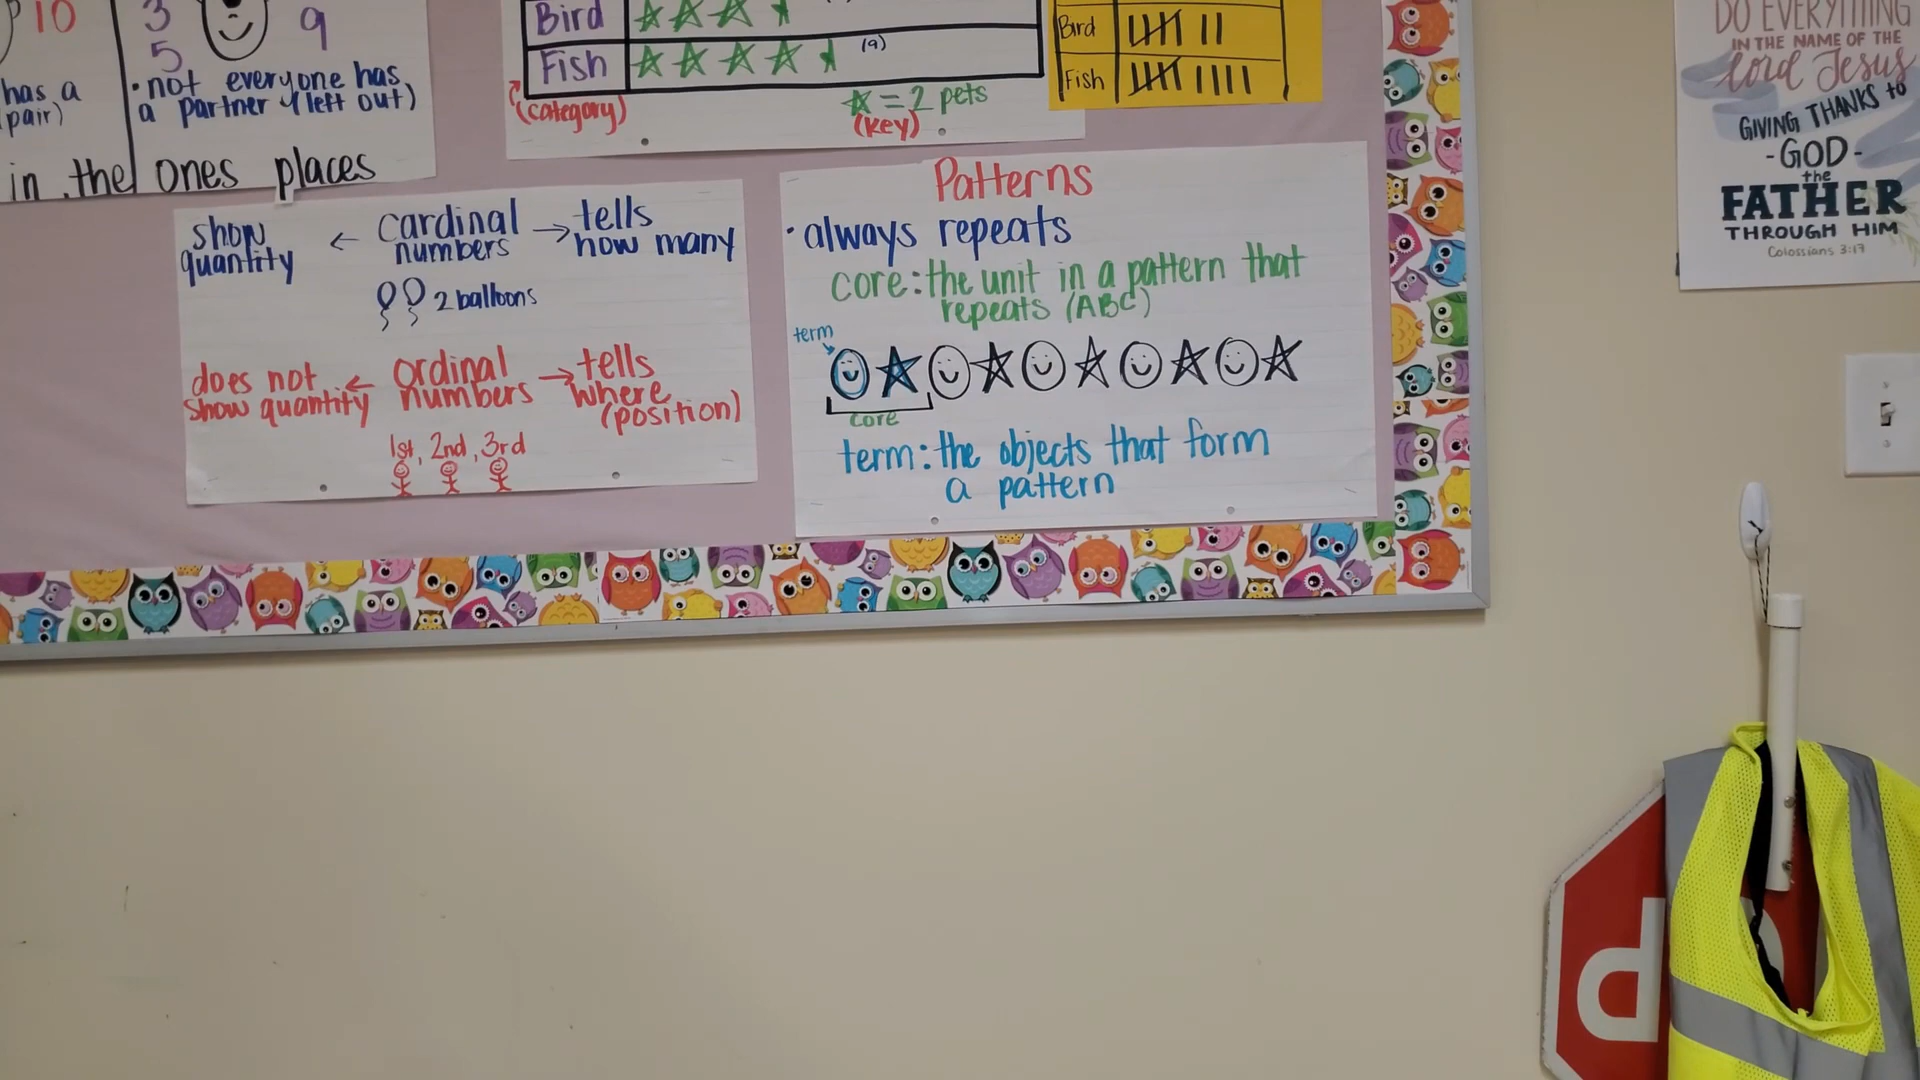 10
3
5
9
has a
pair)
• not everyone has
a partner (left out)
in the ones places
Bird
Fish
(9)
(category)
= 2 pets
(key)
Bird
Fish
show
quantity
← cardinal
numbers
→ tells
how many
2 balloons
does not
show quantity
← ordinal
numbers
→ tells
where
(position)
1st, 2nd, 3rd
Patterns
• always repeats
core: the unit in a pattern that
repeats (ABC)
term
core
term: the objects that form
a pattern
DO EVERYTHING
IN THE NAME OF THE
Lord Jesus
GIVING THANKS to
- GOD -
the
FATHER
THROUGH HIM
Colossians 3:17
P